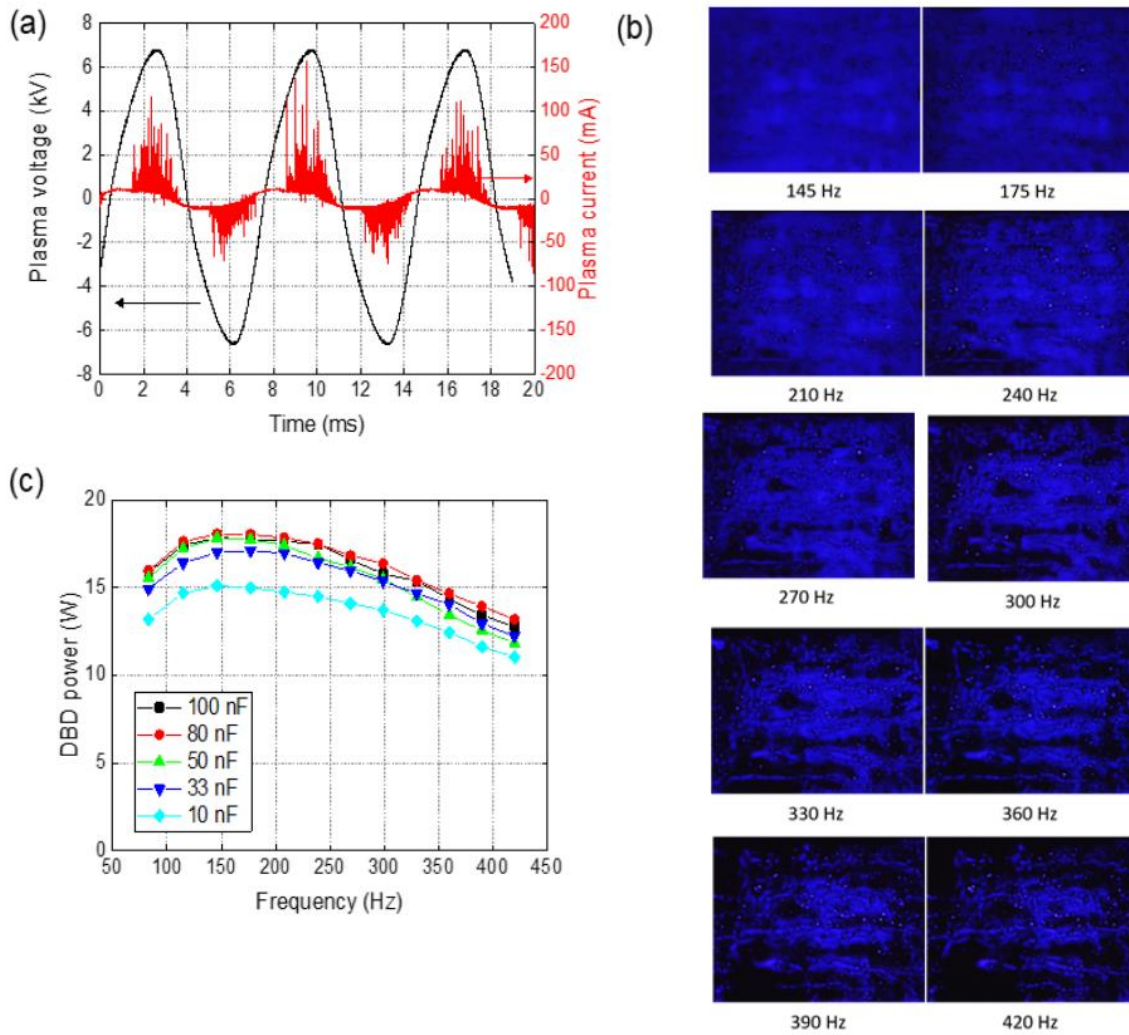 (a)
8
6
4
2
0
-2
-4
-6
-8
Plasma voltage (kV)
200
150
100
50
0
-50
-100
-150
-200
Plasma current (mA)
0 2 4 6 8 10 12 14 16 18 20
Time (ms)
(b)
145 Hz 175 Hz
210 Hz 240 Hz
270 Hz 300 Hz
330 Hz 360 Hz
390 Hz 420 Hz
(c)
20
15
10
5
0
DBD power (W)
100 nF
80 nF
50 nF
33 nF
10 nF
50 100 150 200 250 300 350 400 450
Frequency (Hz)